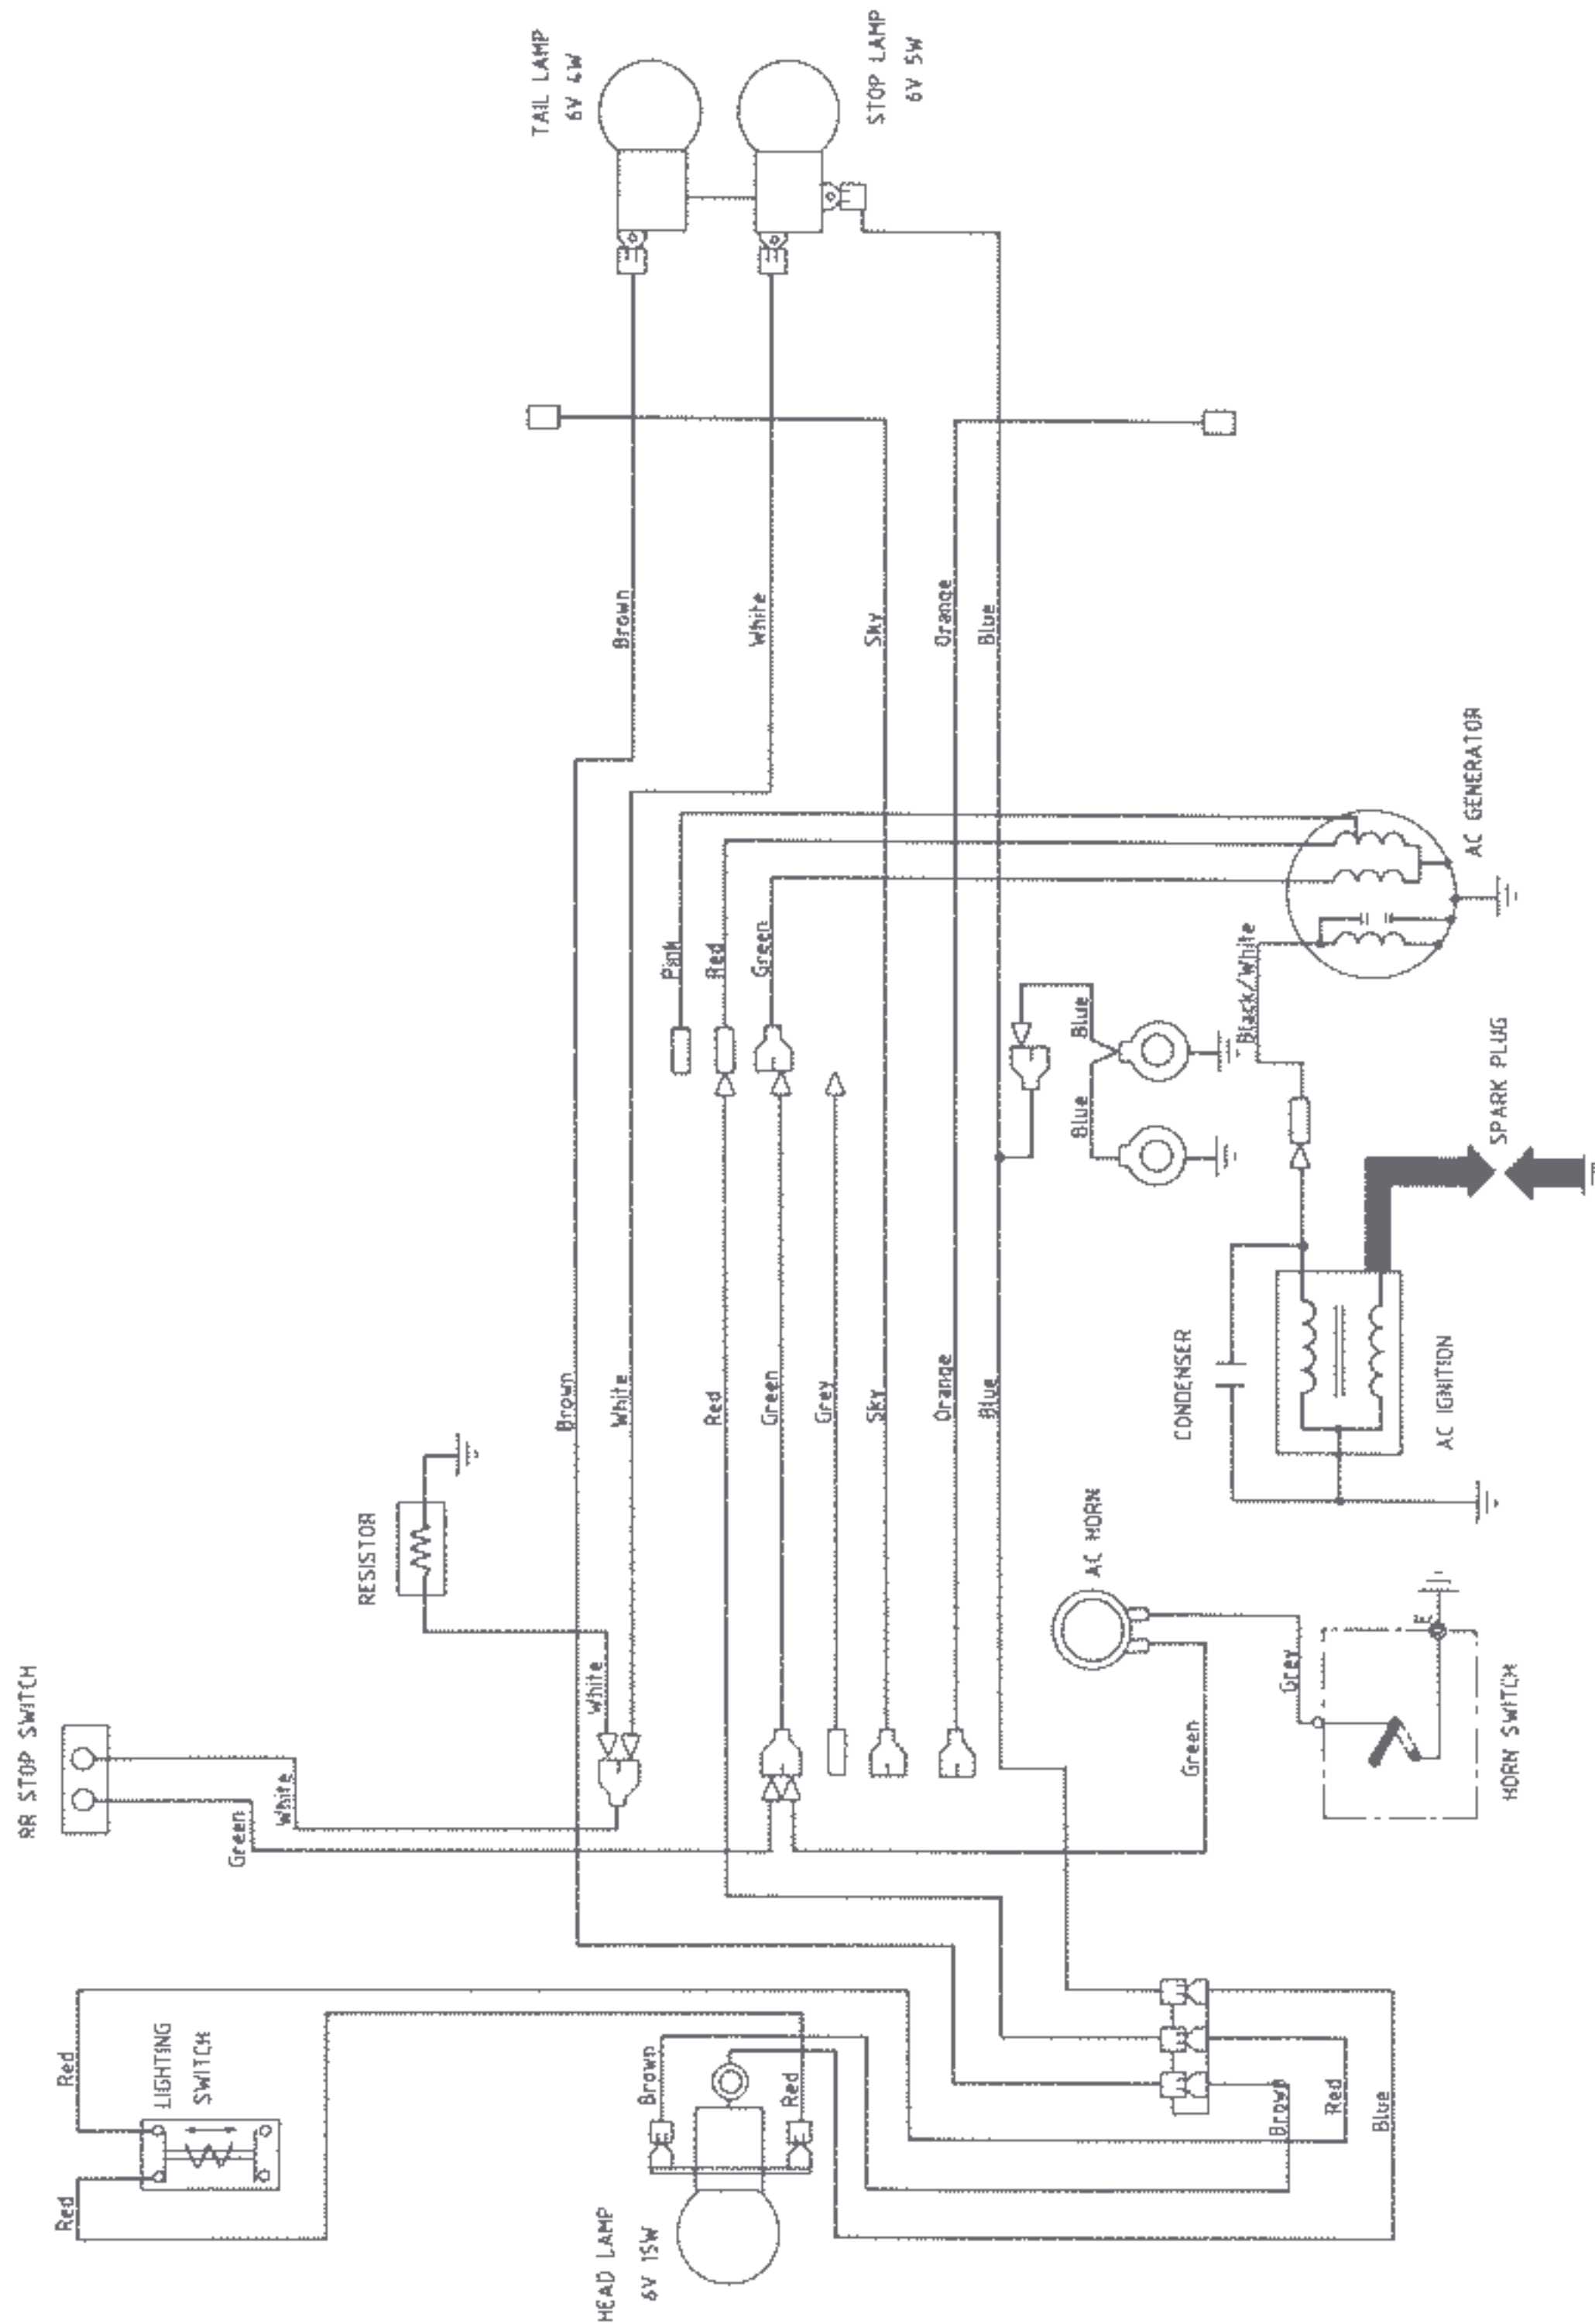 TAIL LAMP
6V 4W
STOP LAMP
6V 5W
Brown
White
Sky
Orange
Blue
Pink
Red
Green
Blue
Blue
Black/White
AC GENERATOR
SPARK PLUG
Brown
White
Red
Green
Grey
Sky
Orange
Blue
CONDENSER
AC IGNITION
RESISTOR
White
AC HORN
Grey
Green
HORN SWITCH
RR STOP SWITCH
White
Green
Red
LIGHTING
SWITCH
Red
Brown
Red
HEAD LAMP
6V 15W
Brown
Red
Blue